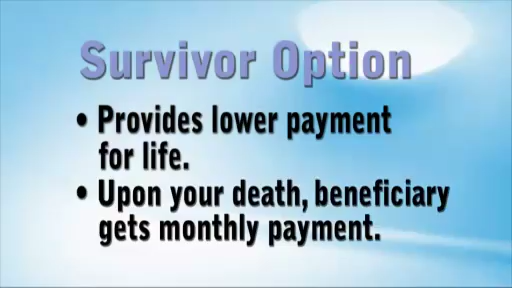 Survivor Option
• Provides lower payment
for life.
• Upon your death, beneficiary
gets monthly payment.